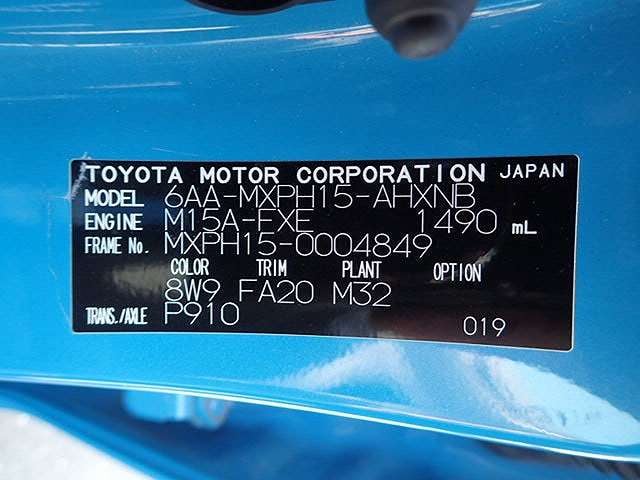 TOYOTA MOTOR CORPORATION JAPAN
MODEL 6AA-MXPH15-AHXNB
ENGINE M15A-FXE 1490 mL
FRAME No. MXPH15-0004849
COLOR TRIM PLANT OPTION
8W9 FA20 M32
TRANS./AXLE P910
019